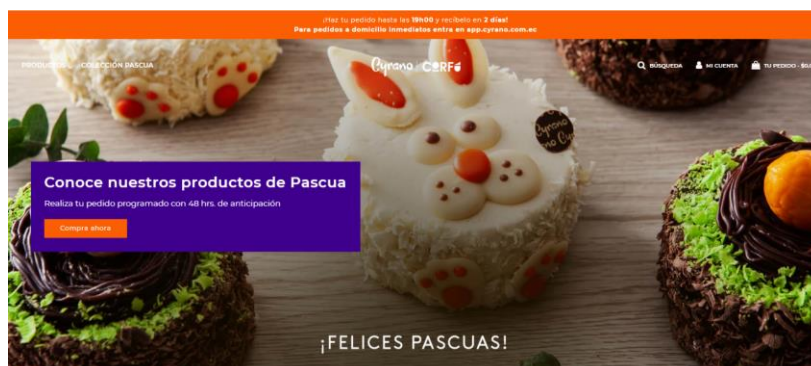 ¡Haz tu pedido hasta las 19h00 y recíbelo en 2 días!
Para pedidos a domicilio inmediatos entra en app.cyrano.com.ec
PRODUCTOS
COLECCIÓN PASCUA
Cyrano CORFÚ
BÚSQUEDA
MI CUENTA
TU PEDIDO
Cyrano
Conoce nuestros productos de Pascua
Realiza tu pedido programado con 48 hrs. de anticipación
Compra ahora
¡FELICES PASCUAS!